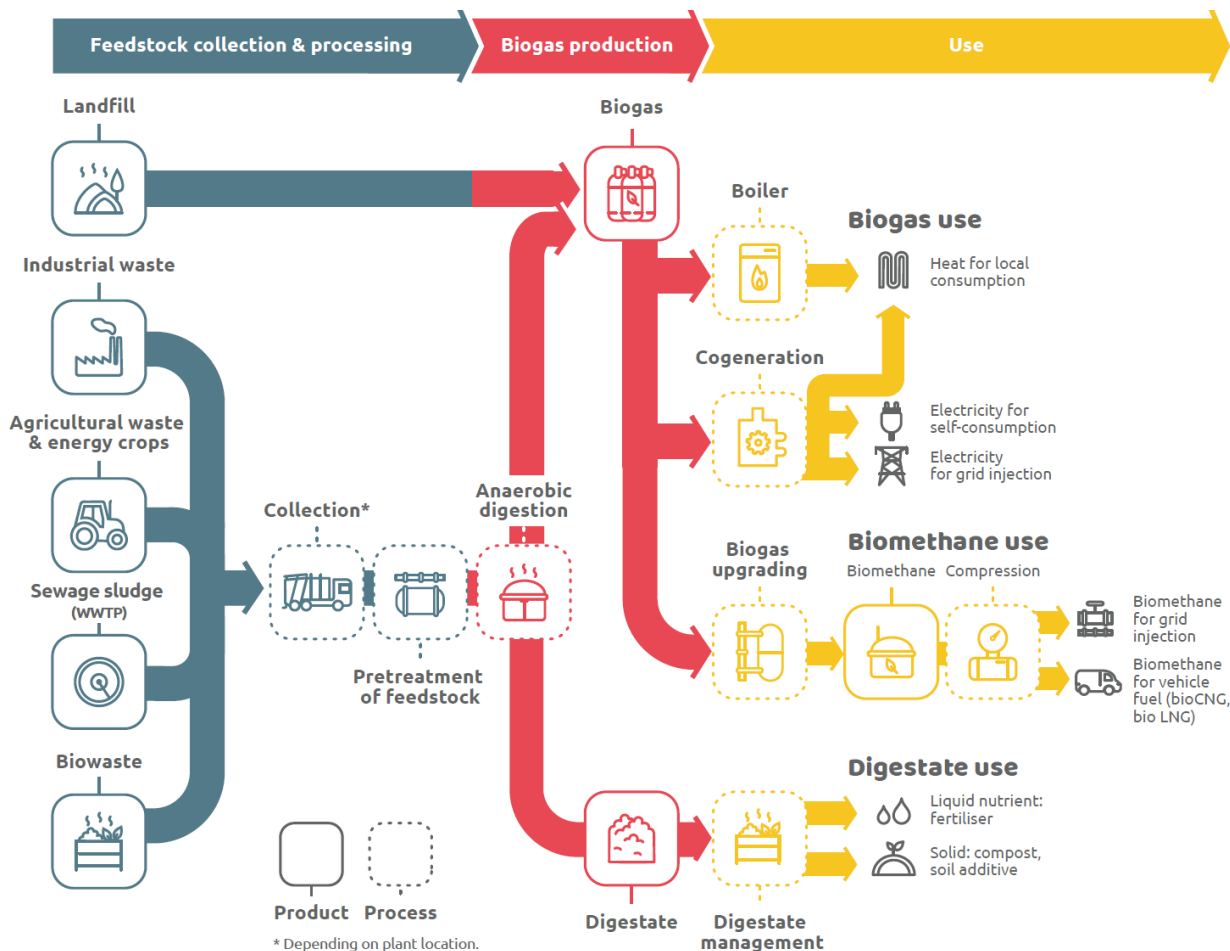 Feedstock collection & processing
Biogas production
Use
Landfill
Biogas
Boiler
Biogas use
Heat for local
consumption
Industrial waste
Cogeneration
Electricity for
self-consumption
Electricity
for grid injection
Agricultural waste
& energy crops
Collection*
Anaerobic
digestion
Pretreatment
of feedstock
Sewage sludge
(WWTP)
Biogas
upgrading
Biomethane use
Biomethane
Compression
Biomethane
for grid
injection
Biomethane
for vehicle
fuel (bioCNG,
bio LNG)
Biowaste
Digestate use
Liquid nutrient:
fertiliser
Solid: compost,
soil additive
Product
Process
Digestate
Digestate
management
* Depending on plant location.